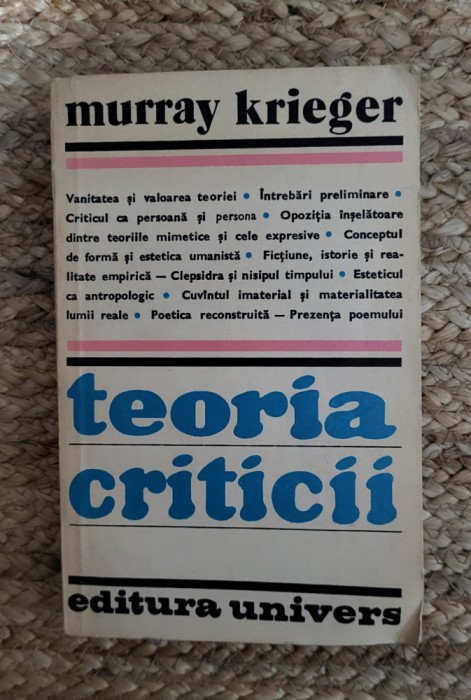 murray krieger
Vanitatea și valoarea teoriei • Întrebări preliminare •
Criticul ca persoană și persona • Opoziția înșelătoare
dintre teoriile mimetice și cele expresive • Conceptul
de formă și estetica umanistă • Ficțiune, istorie și rea-
litate empirică — Clepsidra și nisipul timpului • Esteticul
ca antropologic • Cuvîntul imaterial și materialitatea
lumii reale • Poetica reconstruită — Prezența poemului
teoria
criticii
editura univers